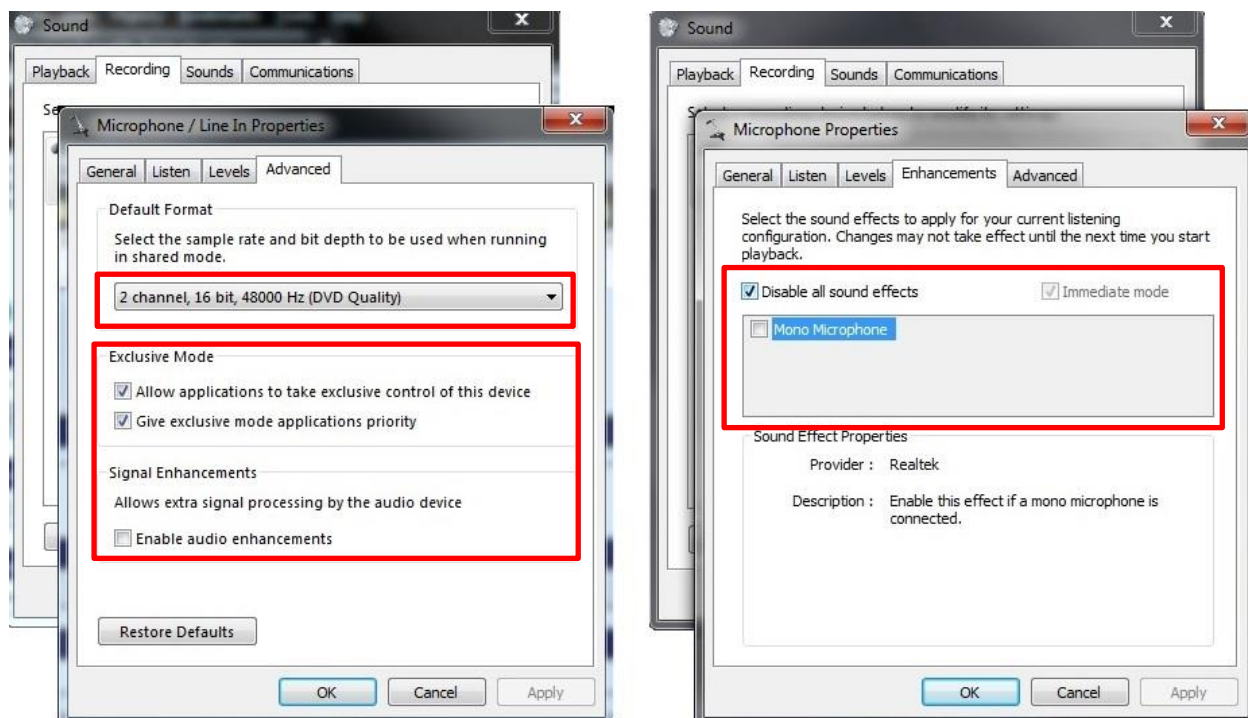 Sound
Playback Recording Sounds Communications
Microphone / Line In Properties
General Listen Levels Advanced
Default Format
Select the sample rate and bit depth to be used when running
in shared mode.
2 channel, 16 bit, 48000 Hz (DVD Quality)
Exclusive Mode
Allow applications to take exclusive control of this device
Give exclusive mode applications priority
Signal Enhancements
Allows extra signal processing by the audio device
Enable audio enhancements
Restore Defaults
OK Cancel Apply
Sound
Playback Recording Sounds Communications
Microphone Properties
General Listen Levels Enhancements Advanced
Select the sound effects to apply for your current listening
configuration. Changes may not take effect until the next time you start
playback.
Disable all sound effects Immediate mode
Mono Microphone
Sound Effect Properties
Provider : Realtek
Description : Enable this effect if a mono microphone is
connected.
OK Cancel Apply